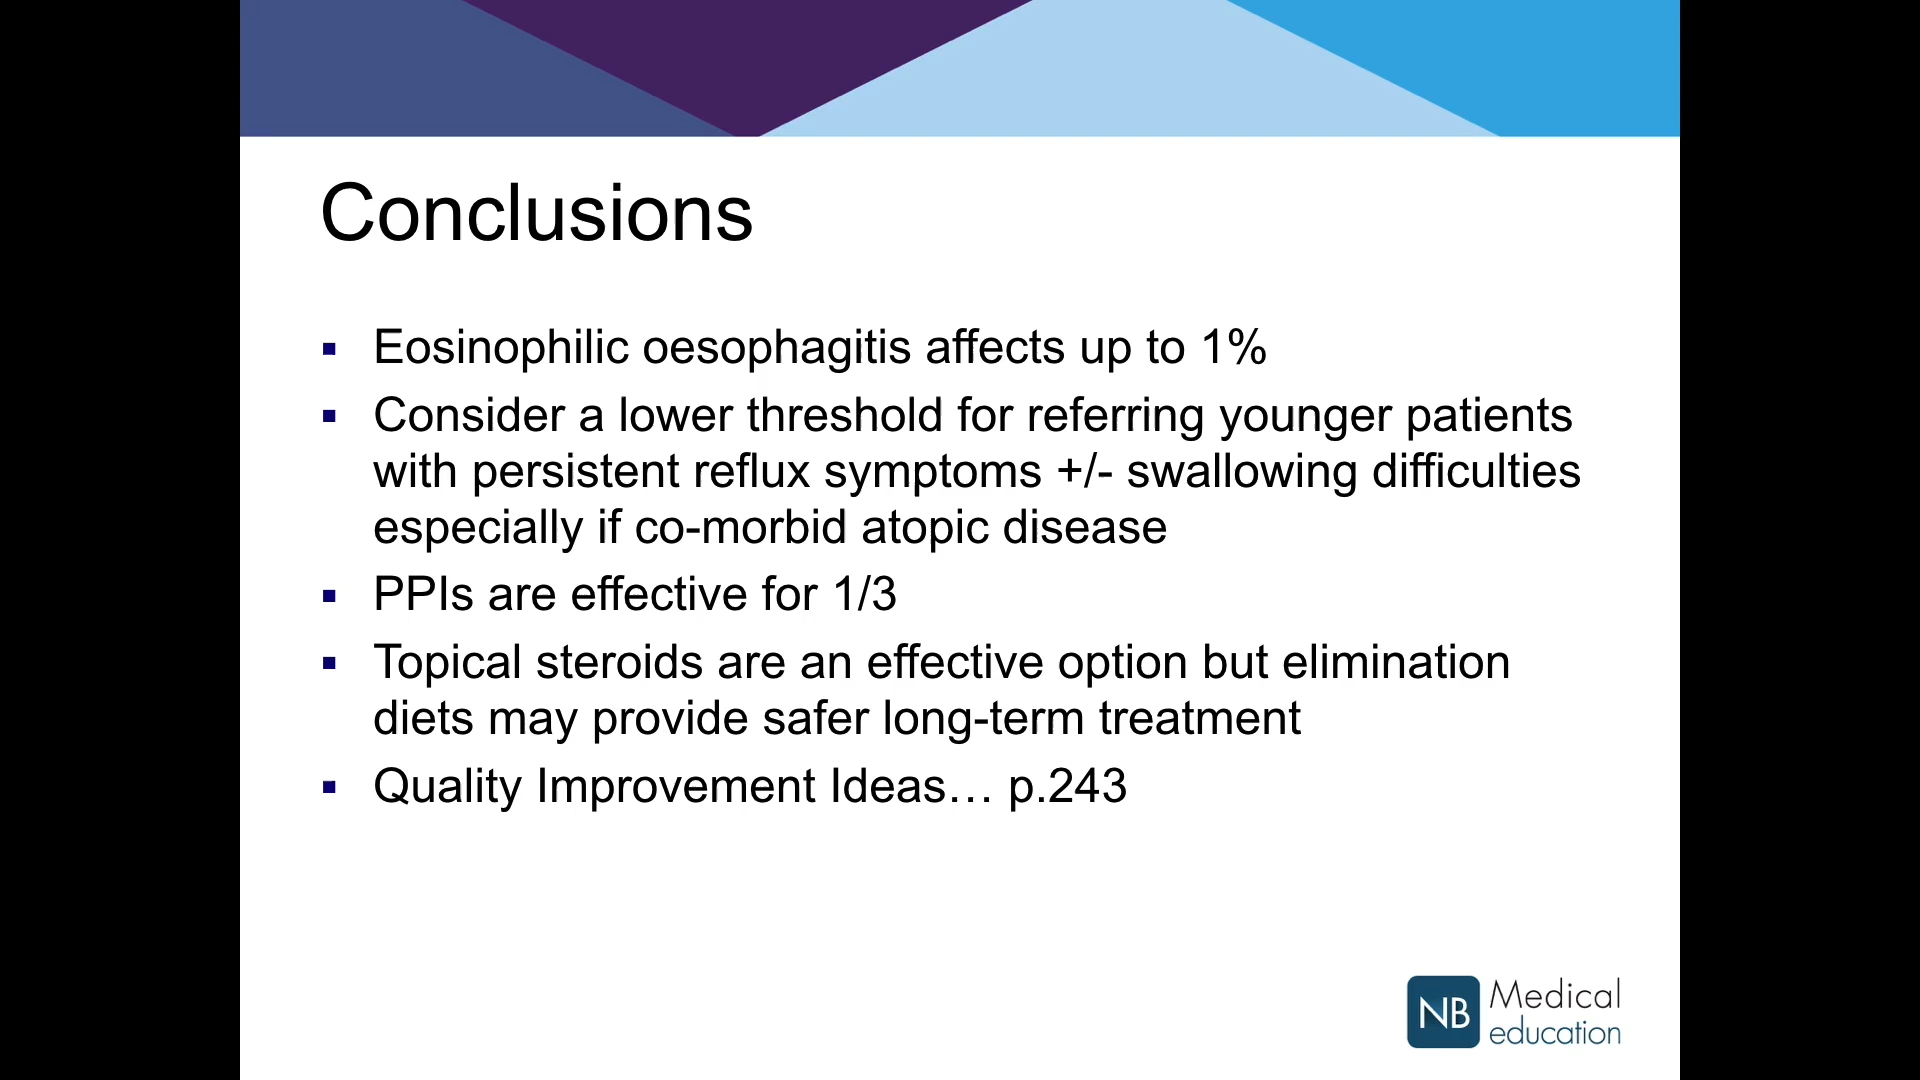 Conclusions
▪ Eosinophilic oesophagitis affects up to 1%
▪ Consider a lower threshold for referring younger patients
with persistent reflux symptoms +/- swallowing difficulties
especially if co-morbid atopic disease
▪ PPIs are effective for 1/3
▪ Topical steroids are an effective option but elimination
diets may provide safer long-term treatment
▪ Quality Improvement Ideas… p.243
NB Medical
education